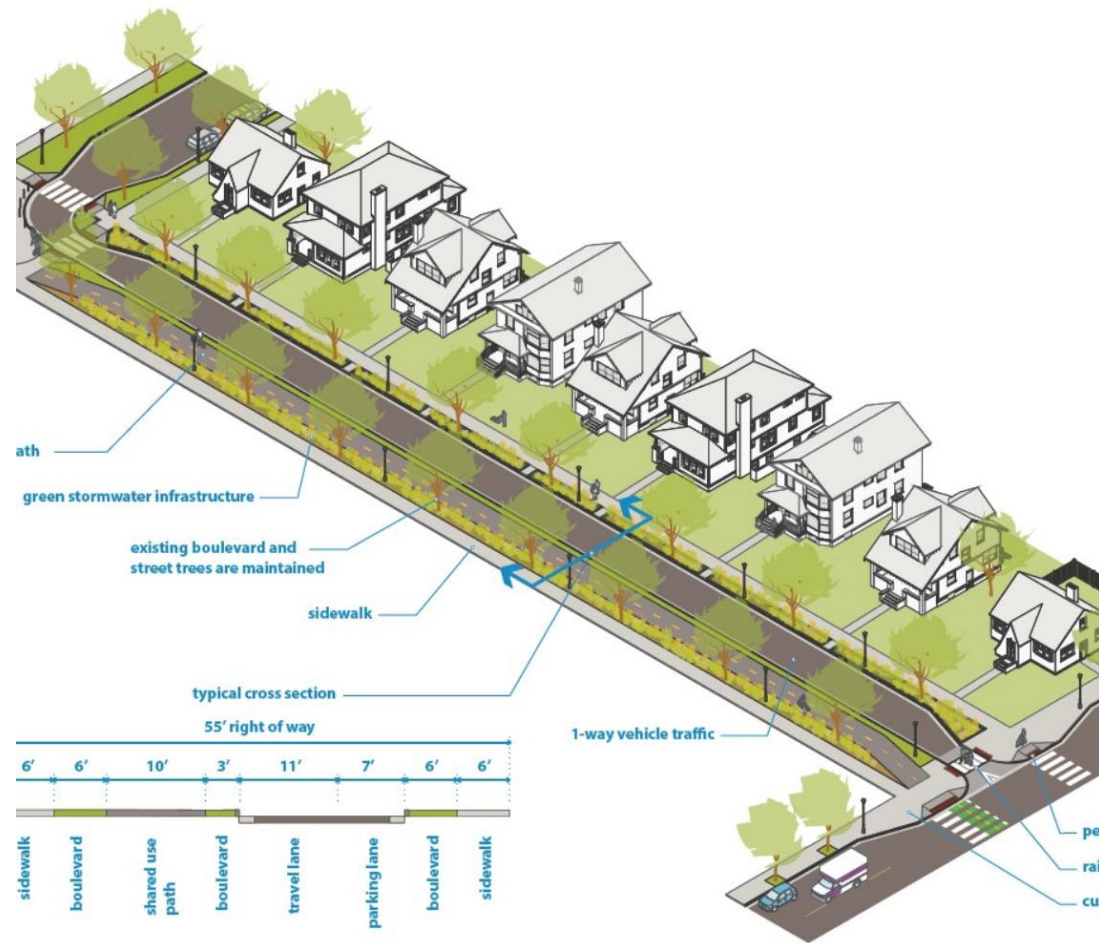 ath
green stormwater infrastructure
existing boulevard and
street trees are maintained
sidewalk
typical cross section
1-way vehicle traffic
55’ right of way
6’ 6’ 10’ 3’ 11’ 7’ 6’ 6’
sidewalk
boulevard
shared use
path
boulevard
travel lane
parking lane
boulevard
sidewalk
pe
rai
cu